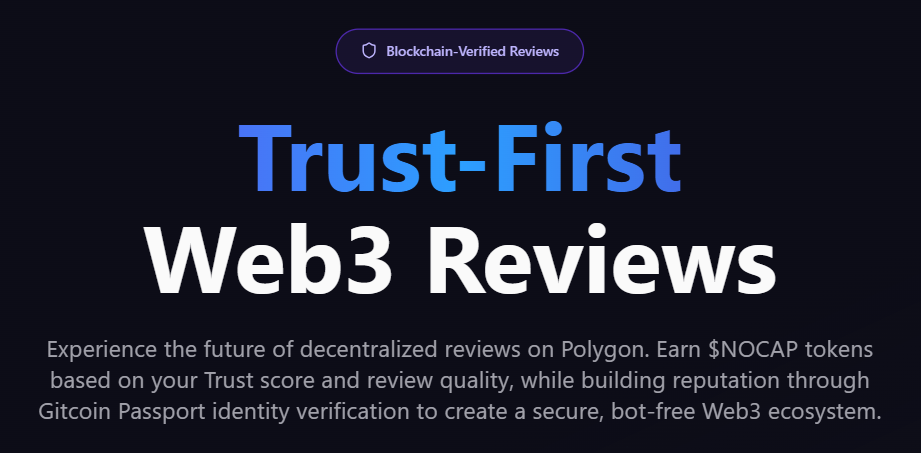 Blockchain-Verified Reviews
Trust-First
Web3 Reviews
Experience the future of decentralized reviews on Polygon. Earn $NOCAP tokens
based on your Trust score and review quality, while building reputation through
Gitcoin Passport identity verification to create a secure, bot-free Web3 ecosystem.